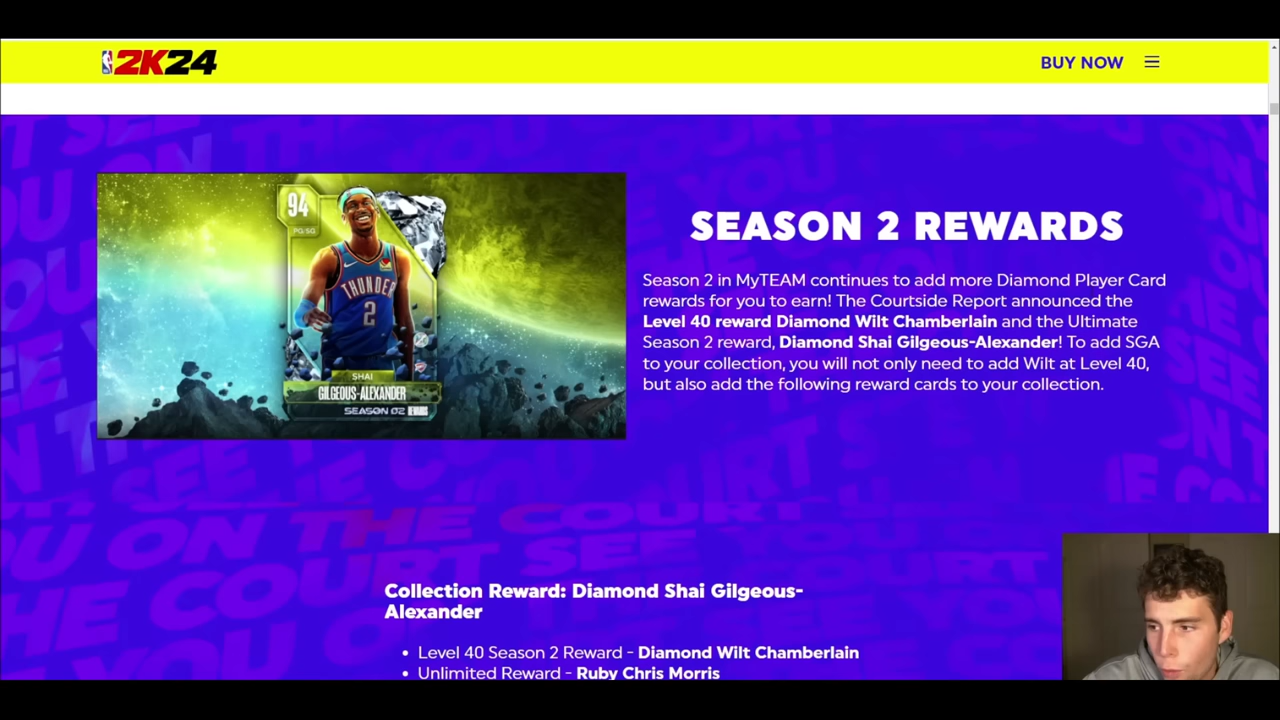 2K24
BUY NOW
94
PG/SG
THUNDER
2
SHAI
GILGEOUS-ALEXANDER
SEASON 02 REWARDS
SEASON 2 REWARDS
Season 2 in MyTEAM continues to add more Diamond Player Card
rewards for you to earn! The Courtside Report announced the
Level 40 reward Diamond Wilt Chamberlain and the Ultimate
Season 2 reward, Diamond Shai Gilgeous-Alexander! To add SGA
to your collection, you will not only need to add Wilt at Level 40,
but also add the following reward cards to your collection.
Collection Reward: Diamond Shai Gilgeous-
Alexander
• Level 40 Season 2 Reward - Diamond Wilt Chamberlain
• Unlimited Reward - Ruby Chris Morris